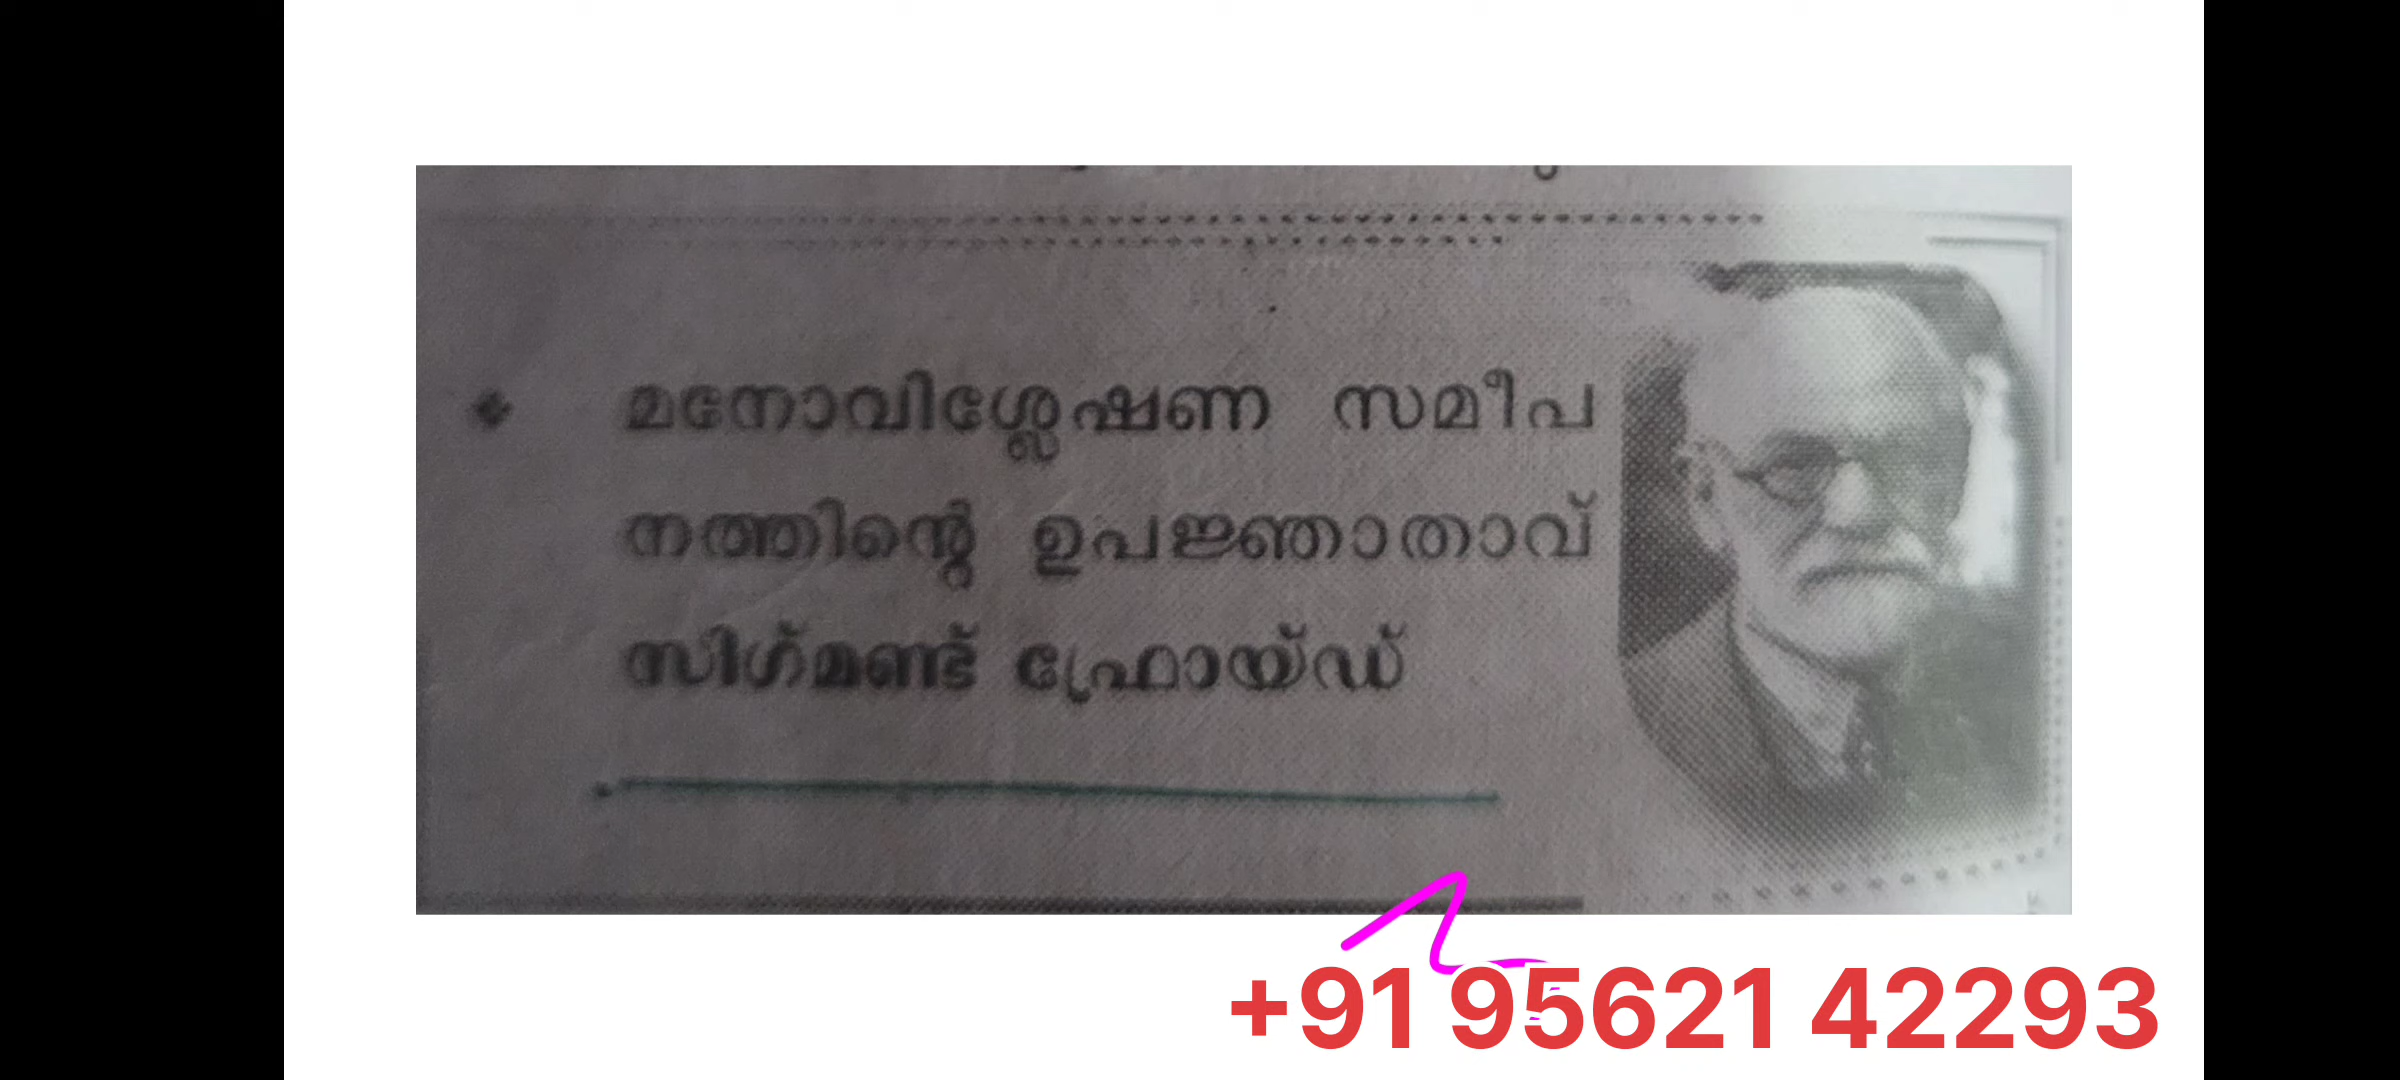 മനോവിശ്ലേഷണ സമീപ
നത്തിന്റെ ഉപജ്ഞാതാവ്
സിഗ്മണ്ട് ഫ്രോയ്ഡ്
+91 95621 42293